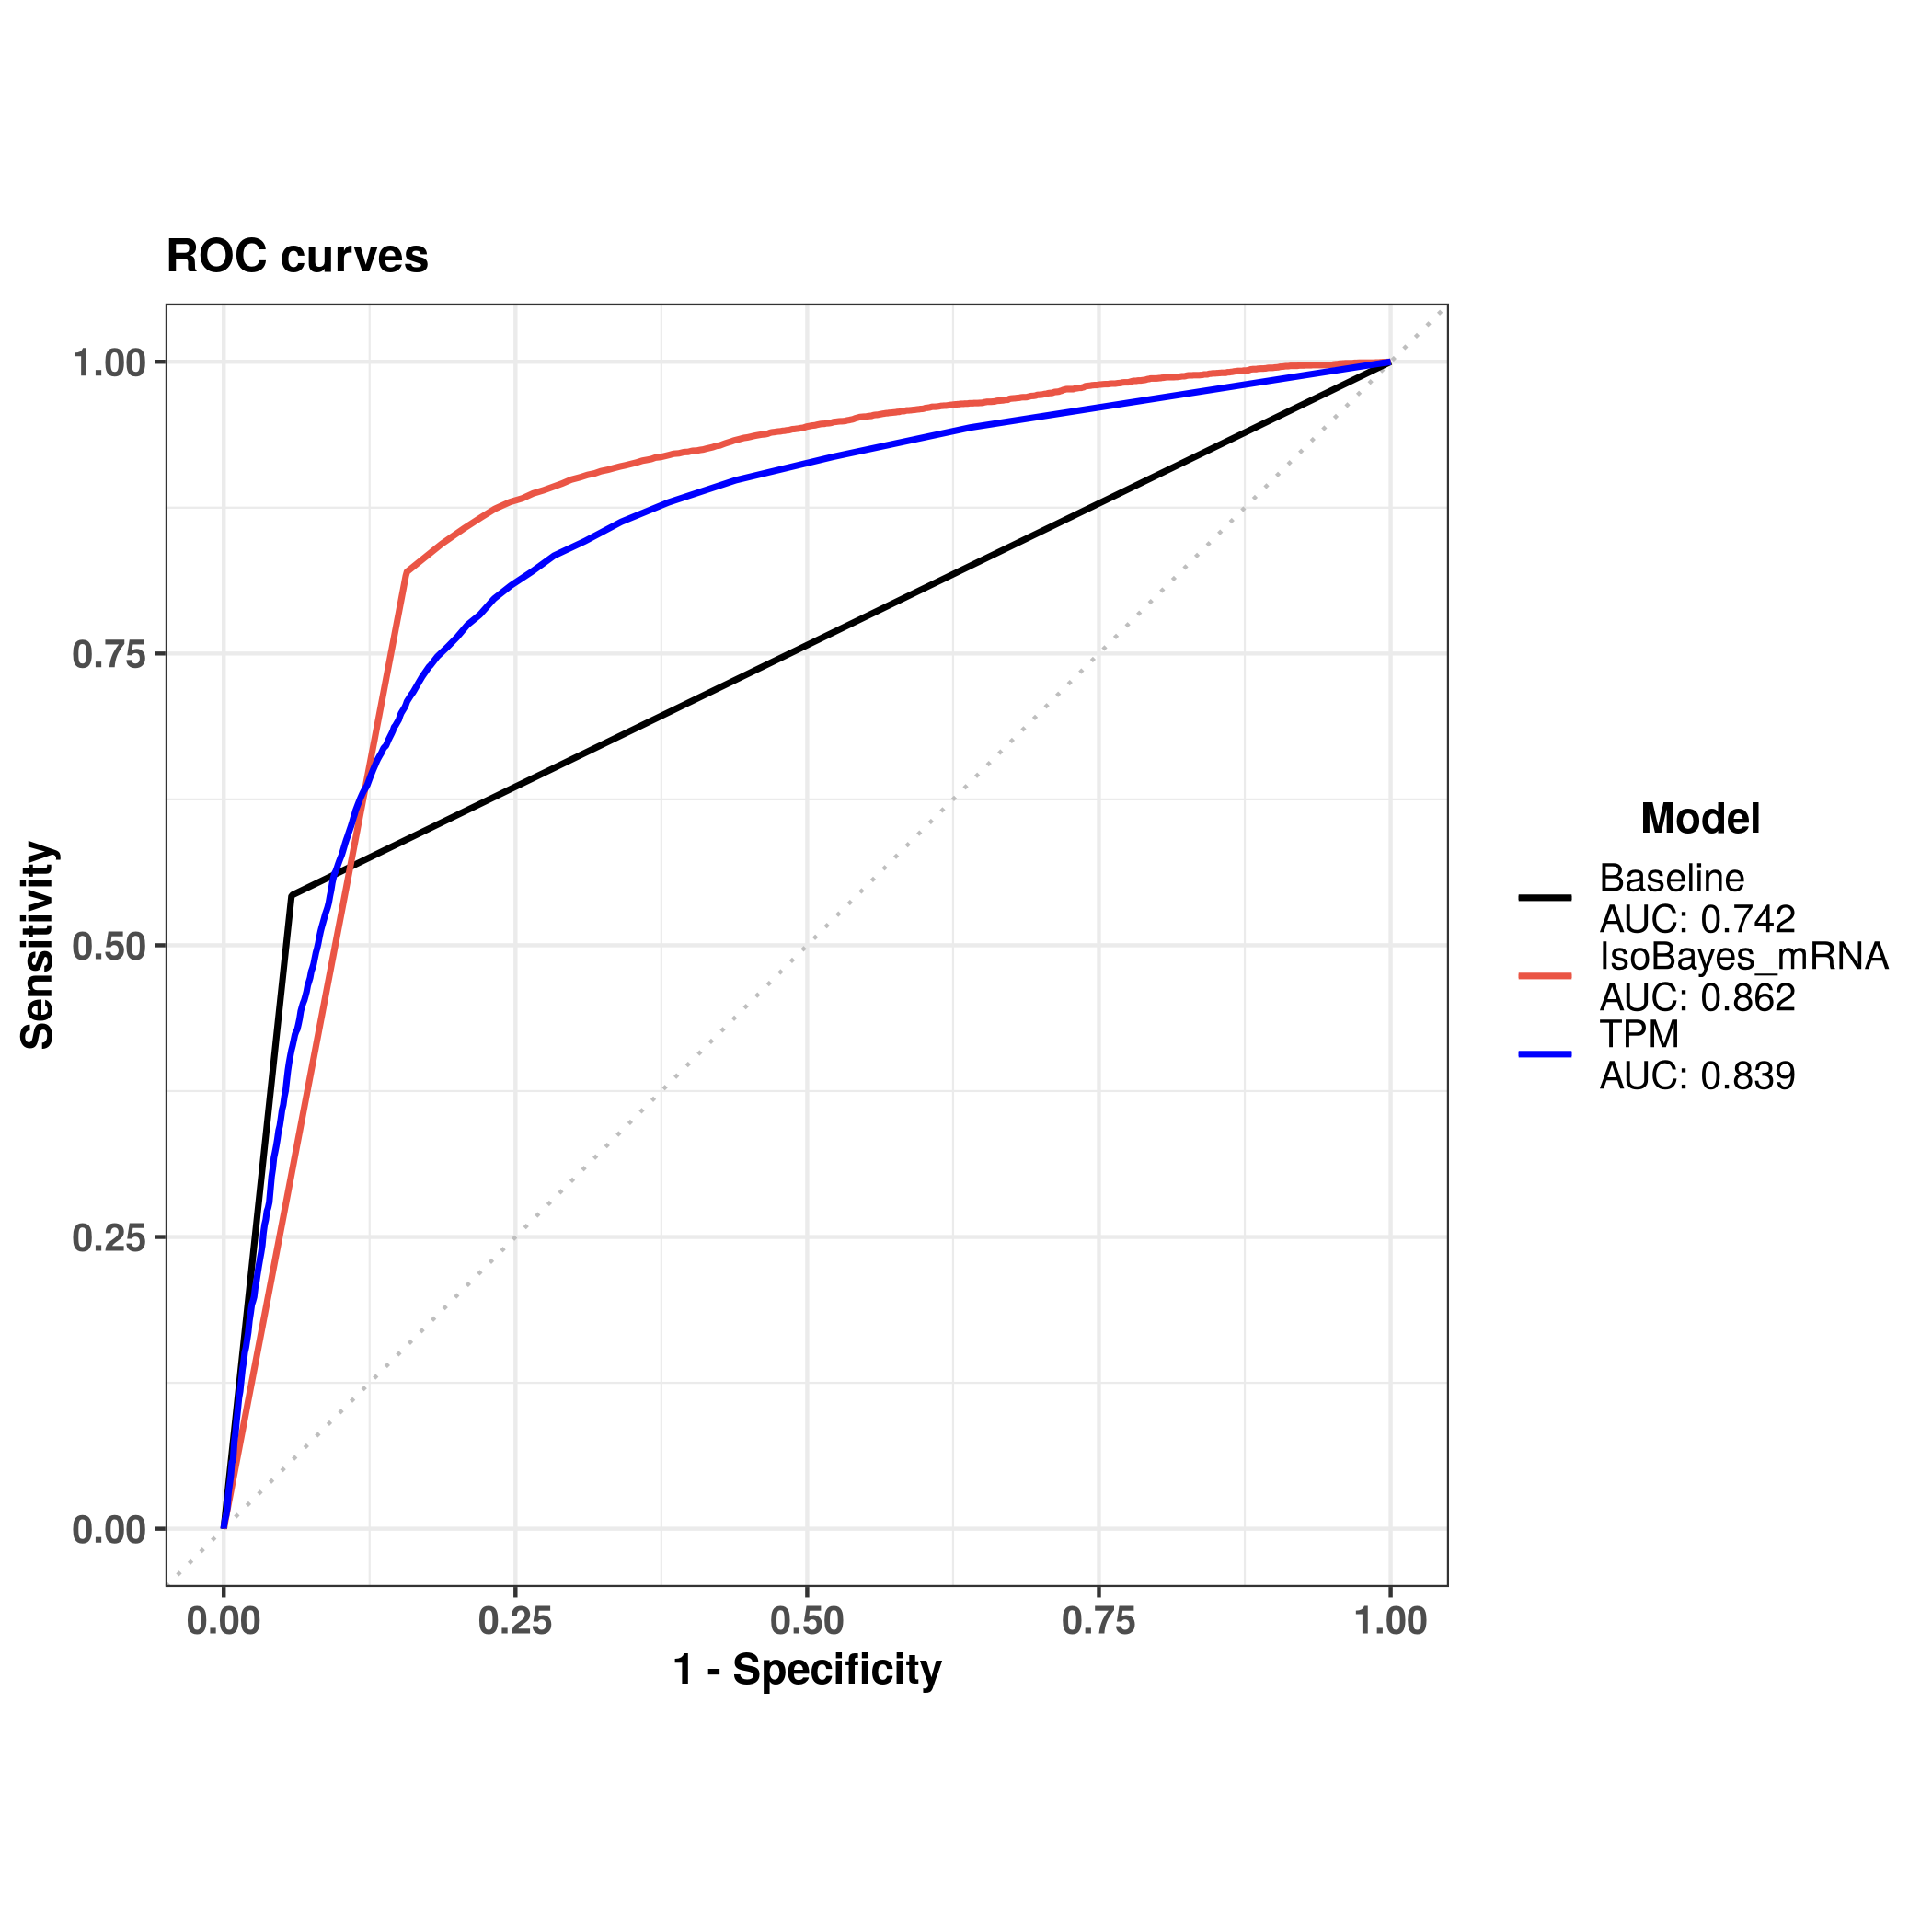 ROC curves
1.00
0.75
0.50
0.25
0.00
Sensitivity
0.00 0.25 0.50 0.75 1.00
1 - Specificity
Model
Baseline
AUC: 0.742
IsoBayes_mRNA
AUC: 0.862
TPM
AUC: 0.839